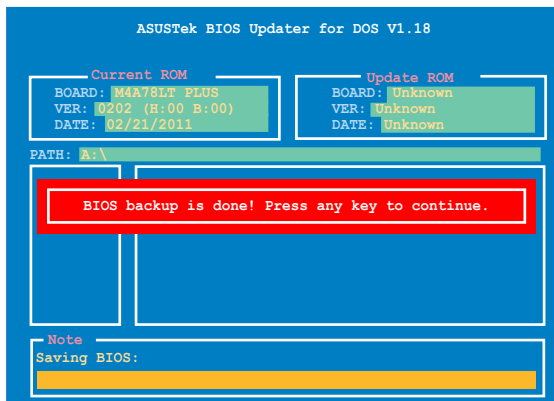 ASUSTek BIOS Updater for DOS V1.18
Current ROM
BOARD: M4A78LT PLUS
VER: 0202 (H:00 B:00)
DATE: 02/21/2011
Update ROM
BOARD: Unknown
VER: Unknown
DATE: Unknown
PATH: A:\
BIOS backup is done! Press any key to continue.
Note
Saving BIOS: